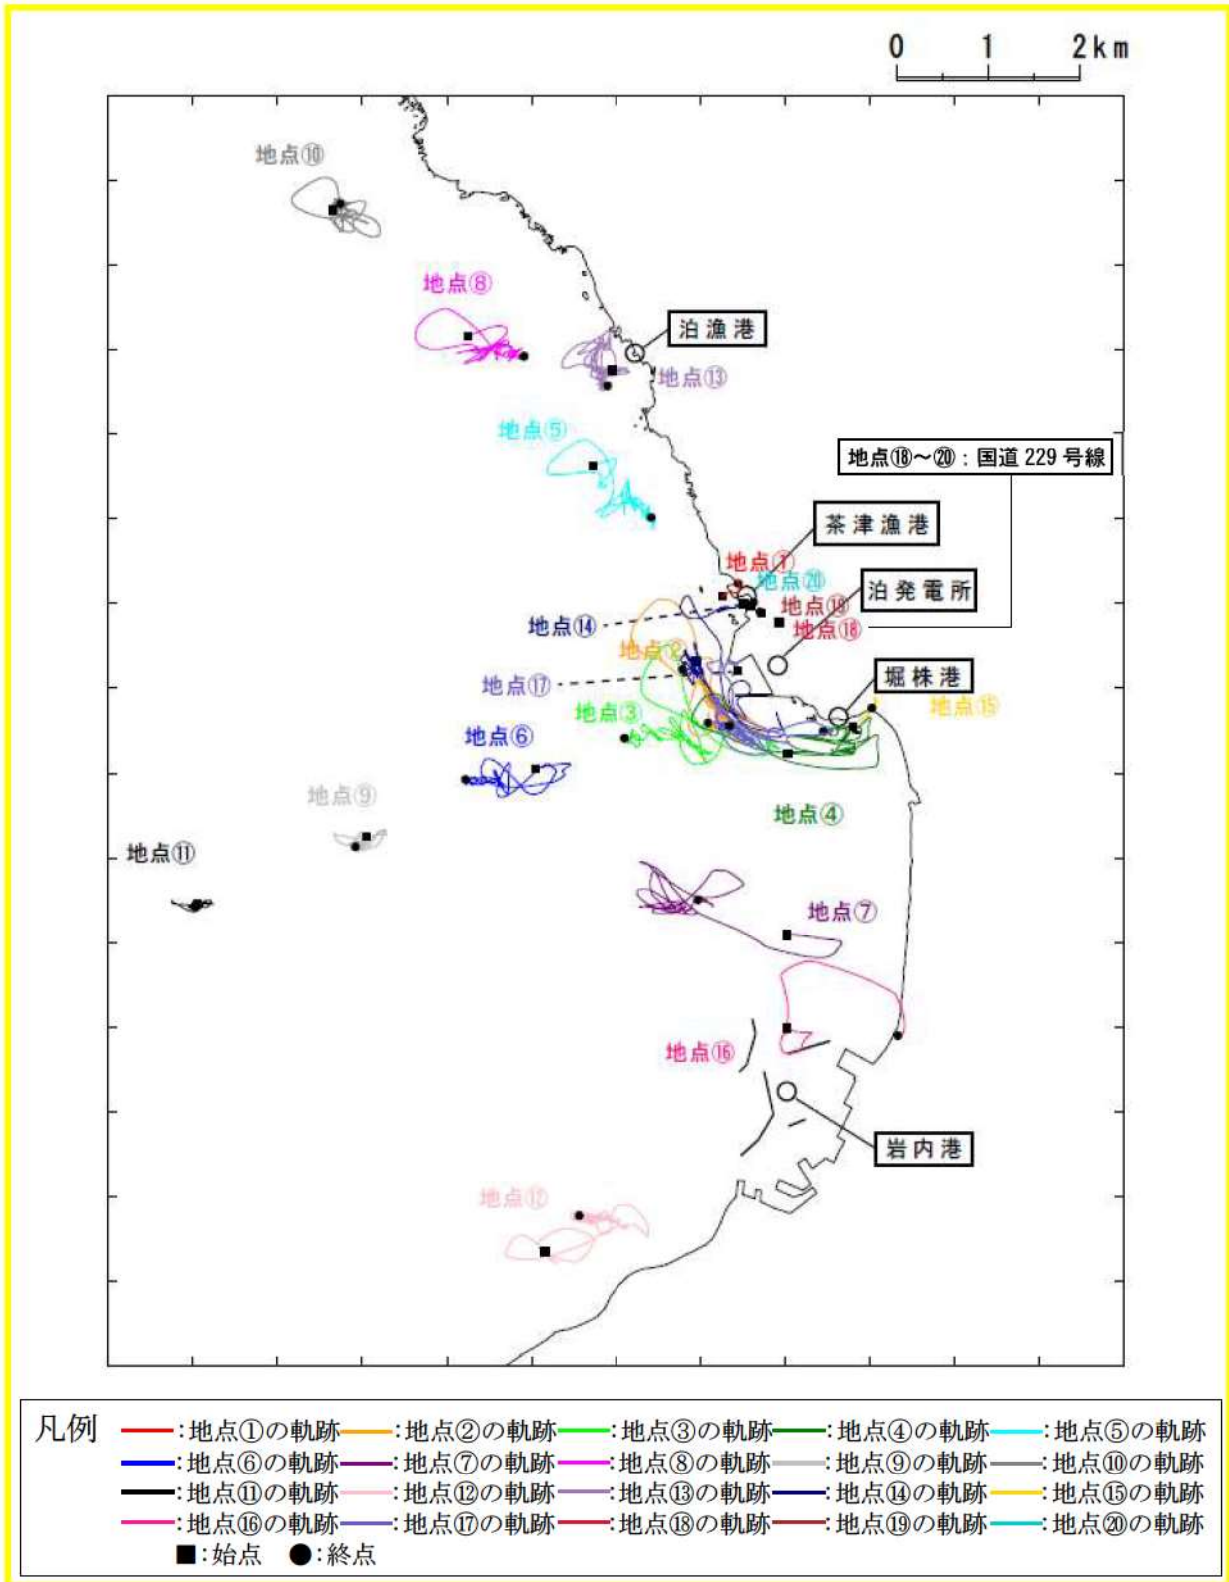 0 1 2km
地点⑩
地点⑧
泊漁港
地点⑬
地点⑤
地点⑱～⑳：国道229号線
茶津漁港
地点①
地点⑳
泊発電所
地点⑱
地点⑭
地点⑱
地点②
堀株港
地点⑰
地点⑮
地点③
地点⑥
地点⑨
地点④
地点⑪
地点⑦
地点⑯
岩内港
地点⑫
凡例 :地点①の軌跡 :地点②の軌跡 :地点③の軌跡 :地点④の軌跡 :地点⑤の軌跡
:地点⑥の軌跡 :地点⑦の軌跡 :地点⑧の軌跡 :地点⑨の軌跡 :地点⑩の軌跡
:地点⑪の軌跡 :地点⑫の軌跡 :地点⑬の軌跡 :地点⑭の軌跡 :地点⑮の軌跡
:地点⑯の軌跡 :地点⑰の軌跡 :地点⑱の軌跡 :地点⑲の軌跡 :地点⑳の軌跡
■:始点 ●:終点